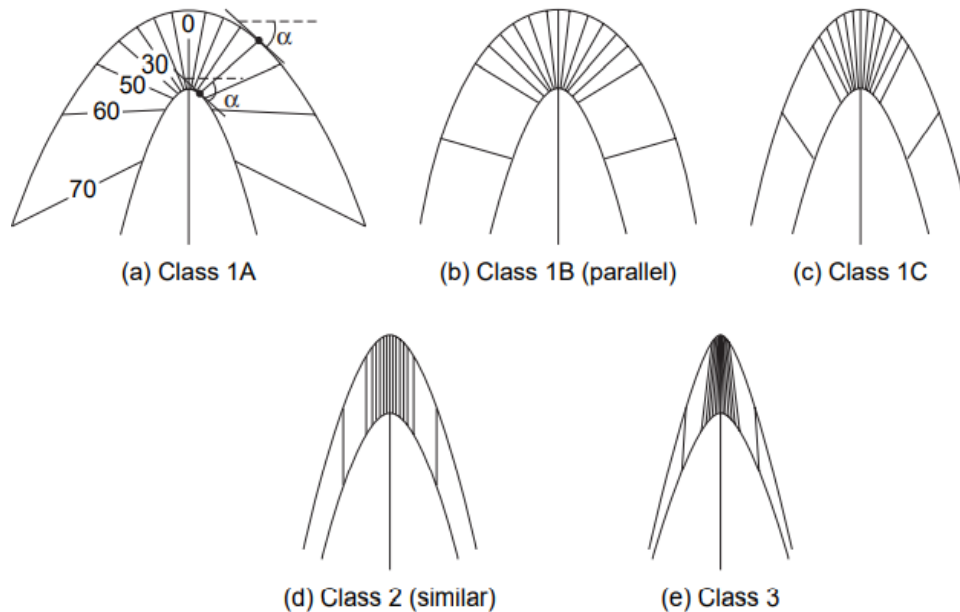 0
α
30
50
α
60
70
(a) Class 1A
(b) Class 1B (parallel)
(c) Class 1C
(d) Class 2 (similar)
(e) Class 3